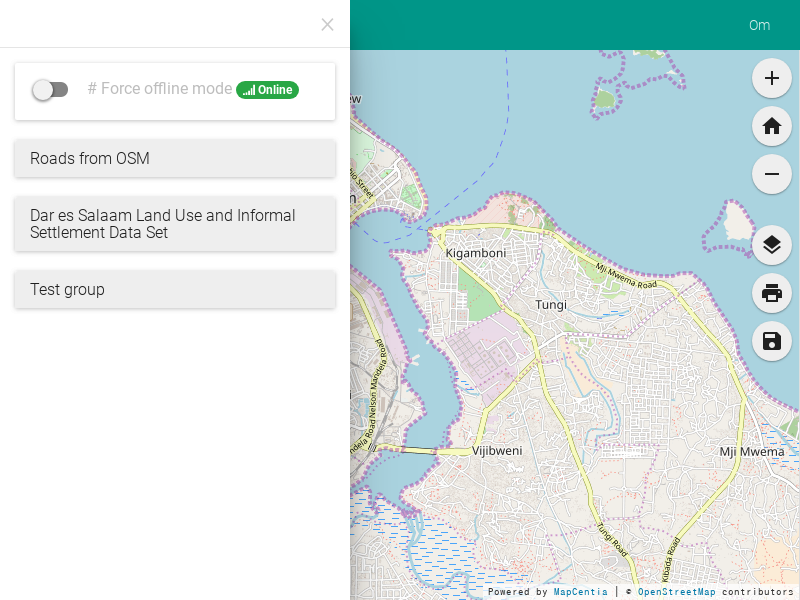 ×
Om
# Force offline mode Online
Roads from OSM
Dar es Salaam Land Use and Informal
Settlement Data Set
Test group
Kigamboni
Mji Mwema Road
Tungi
Nelson Mandela Road
Vijibweni
Mji Mwema
Tungi Road
Kibada Road
Powered by MapCentia | © OpenStreetMap contributors